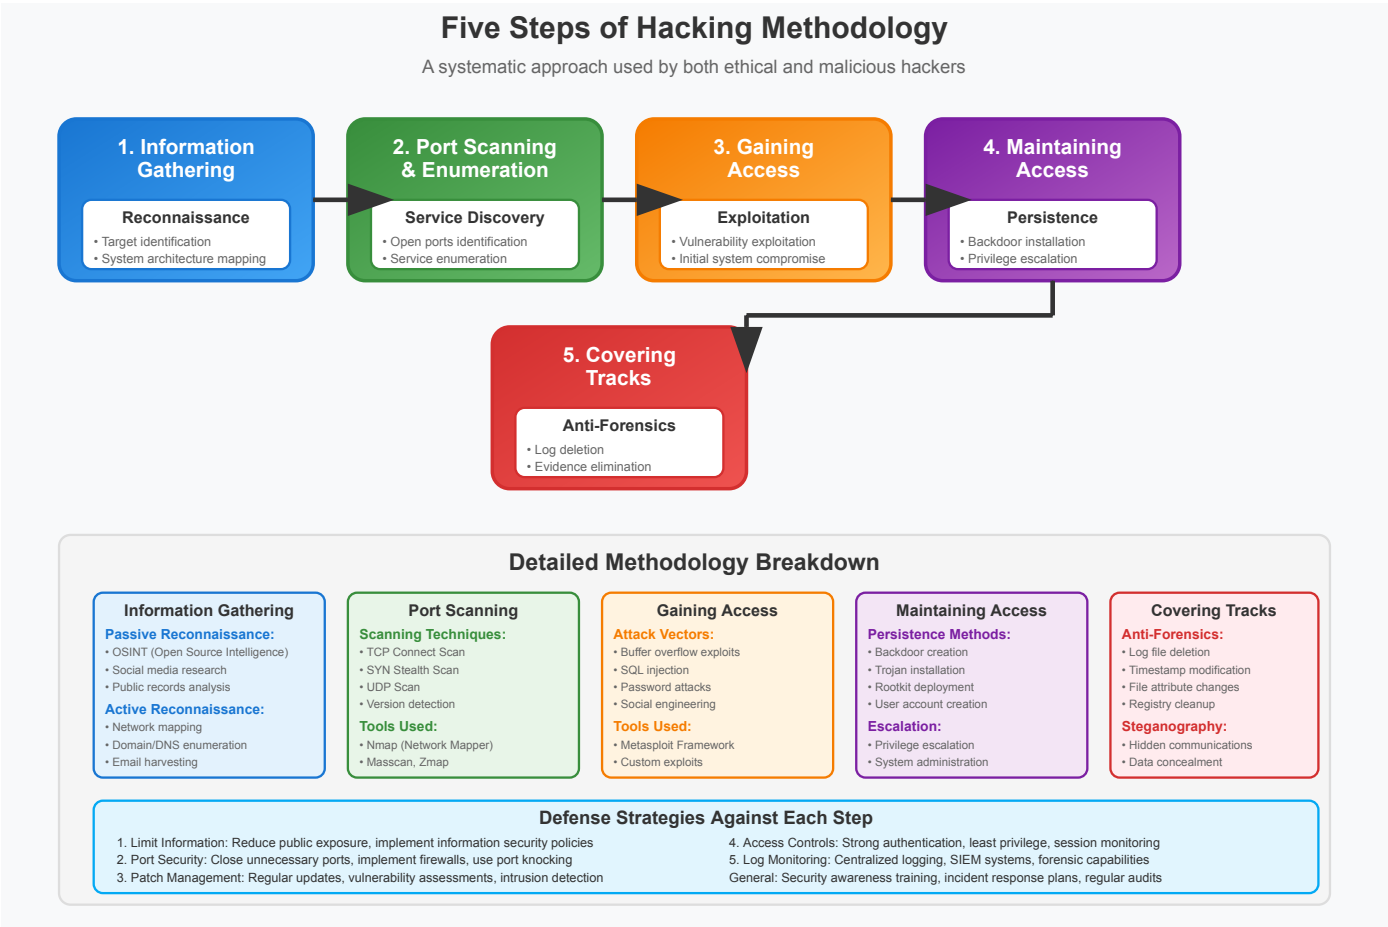 Five Steps of Hacking Methodology
A systematic approach used by both ethical and malicious hackers
1. Information
Gathering
Reconnaissance
• Target identification
• System architecture mapping
2. Port Scanning
& Enumeration
Service Discovery
• Open ports identification
• Service enumeration
3. Gaining
Access
Exploitation
• Vulnerability exploitation
• Initial system compromise
4. Maintaining
Access
Persistence
• Backdoor installation
• Privilege escalation
5. Covering
Tracks
Anti-Forensics
• Log deletion
• Evidence elimination
Detailed Methodology Breakdown
Information Gathering
Passive Reconnaissance:
• OSINT (Open Source Intelligence)
• Social media research
• Public records analysis
Active Reconnaissance:
• Network mapping
• Domain/DNS enumeration
• Email harvesting
Port Scanning
Scanning Techniques:
• TCP Connect Scan
• SYN Stealth Scan
• UDP Scan
• Version detection
Tools Used:
• Nmap (Network Mapper)
• Masscan, Zmap
Gaining Access
Attack Vectors:
• Buffer overflow exploits
• SQL injection
• Password attacks
• Social engineering
Tools Used:
• Metasploit Framework
• Custom exploits
Maintaining Access
Persistence Methods:
• Backdoor creation
• Trojan installation
• Rootkit deployment
• User account creation
Escalation:
• Privilege escalation
• System administration
Covering Tracks
Anti-Forensics:
• Log file deletion
• Timestamp modification
• File attribute changes
• Registry cleanup
Steganography:
• Hidden communications
• Data concealment
Defense Strategies Against Each Step
1. Limit Information: Reduce public exposure, implement information security policies
2. Port Security: Close unnecessary ports, implement firewalls, use port knocking
3. Patch Management: Regular updates, vulnerability assessments, intrusion detection
4. Access Controls: Strong authentication, least privilege, session monitoring
5. Log Monitoring: Centralized logging, SIEM systems, forensic capabilities
General: Security awareness training, incident response plans, regular audits